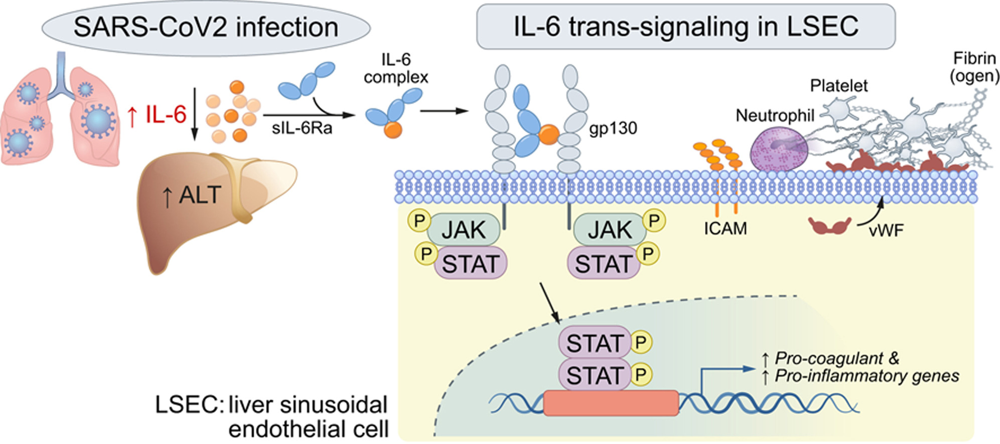 SARS-CoV2 infection
IL-6 trans-signaling in LSEC
↑ IL-6
sIL-6Ra
IL-6
complex
gp130
Neutrophil
Platelet
Fibrin
(ogen)
↑ ALT
P
JAK
P
STAT
JAK
P
STAT
P
ICAM
vWF
STAT
P
STAT
P
↑ Pro-coagulant &
↑ Pro-inflammatory genes
LSEC: liver sinusoidal
endothelial cell